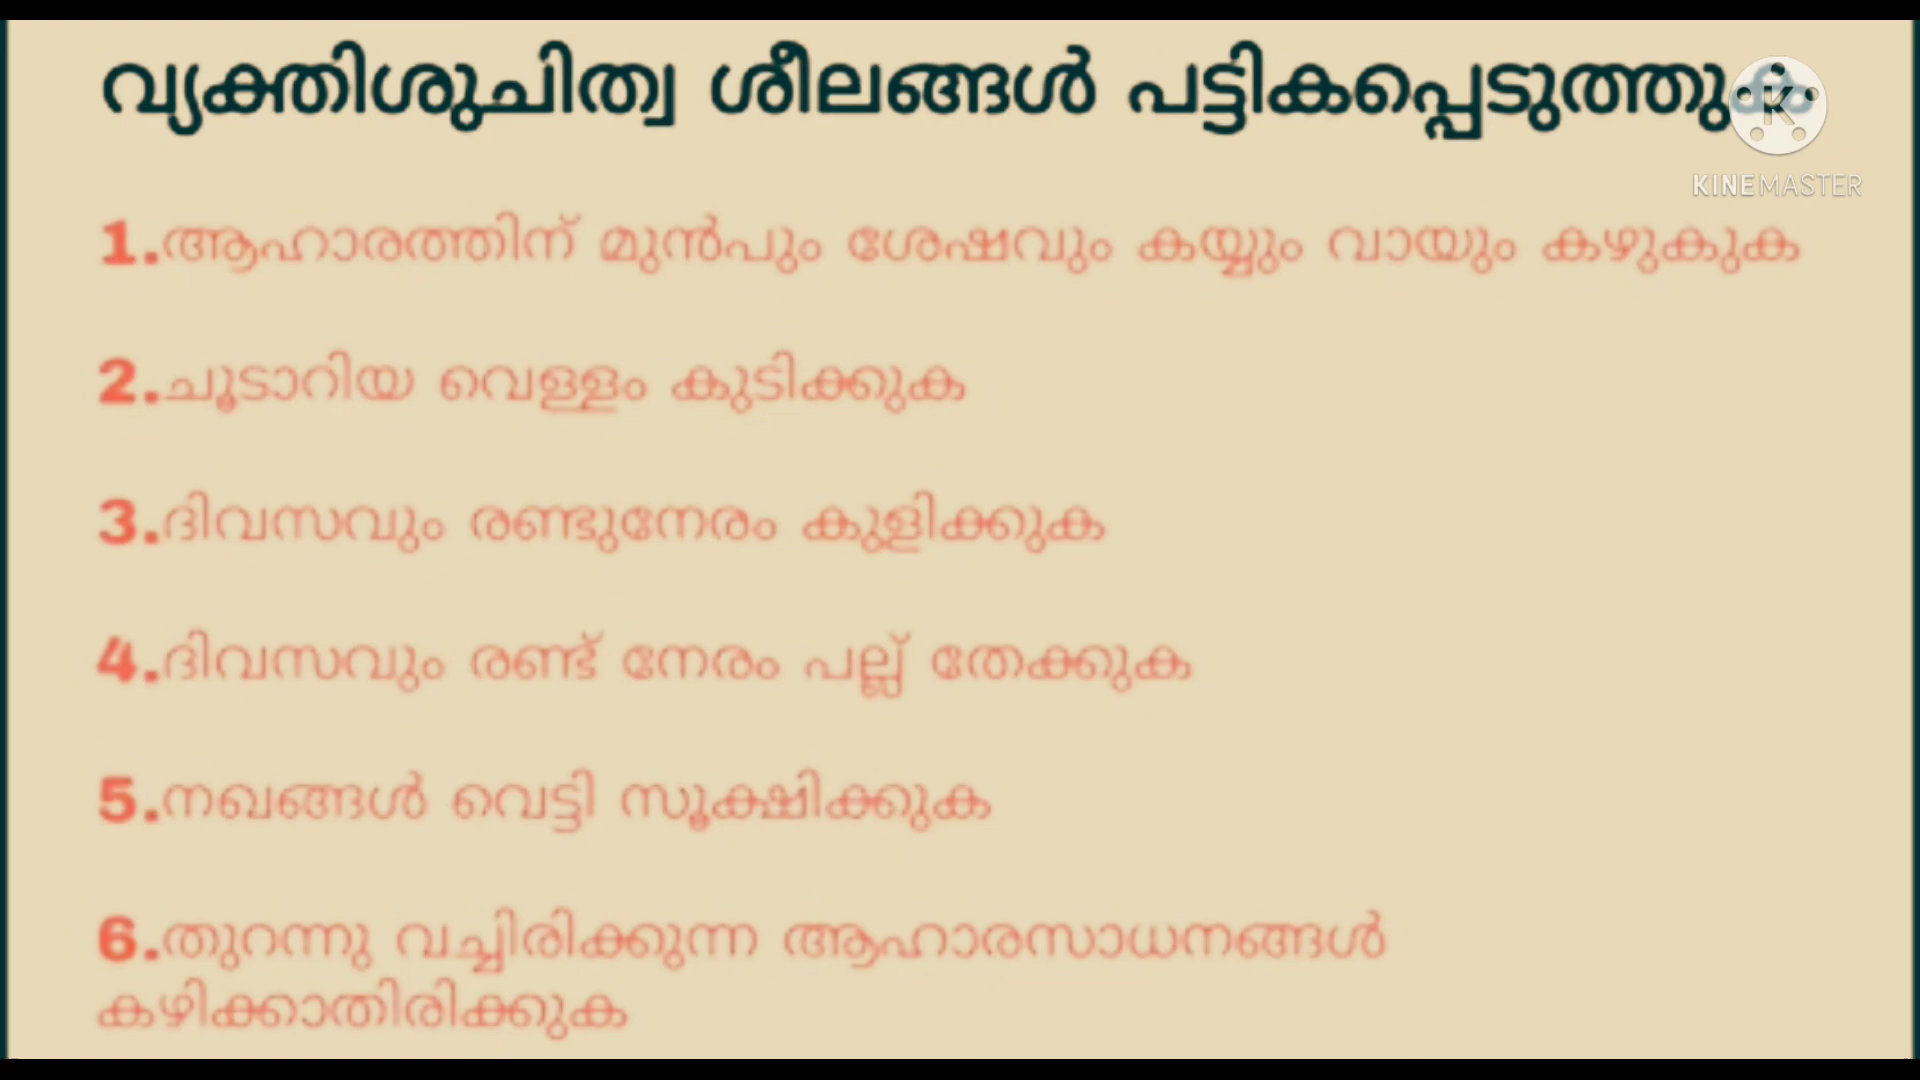 വ്യക്തിശുചിത്വ ശീലങ്ങൾ പട്ടികപ്പെടുത്തുക
KINEMASTER
1.ആഹാരത്തിന് മുൻപും ശേഷവും കയ്യും വായും കഴുകുക
2.ചൂടാറിയ വെള്ളം കുടിക്കുക
3.ദിവസവും രണ്ടുനേരം കുളിക്കുക
4.ദിവസവും രണ്ട് നേരം പല്ല് തേക്കുക
5.നഖങ്ങൾ വെട്ടി സൂക്ഷിക്കുക
6.തുറന്നു വച്ചിരിക്കുന്ന ആഹാരസാധനങ്ങൾ
കഴിക്കാതിരിക്കുക